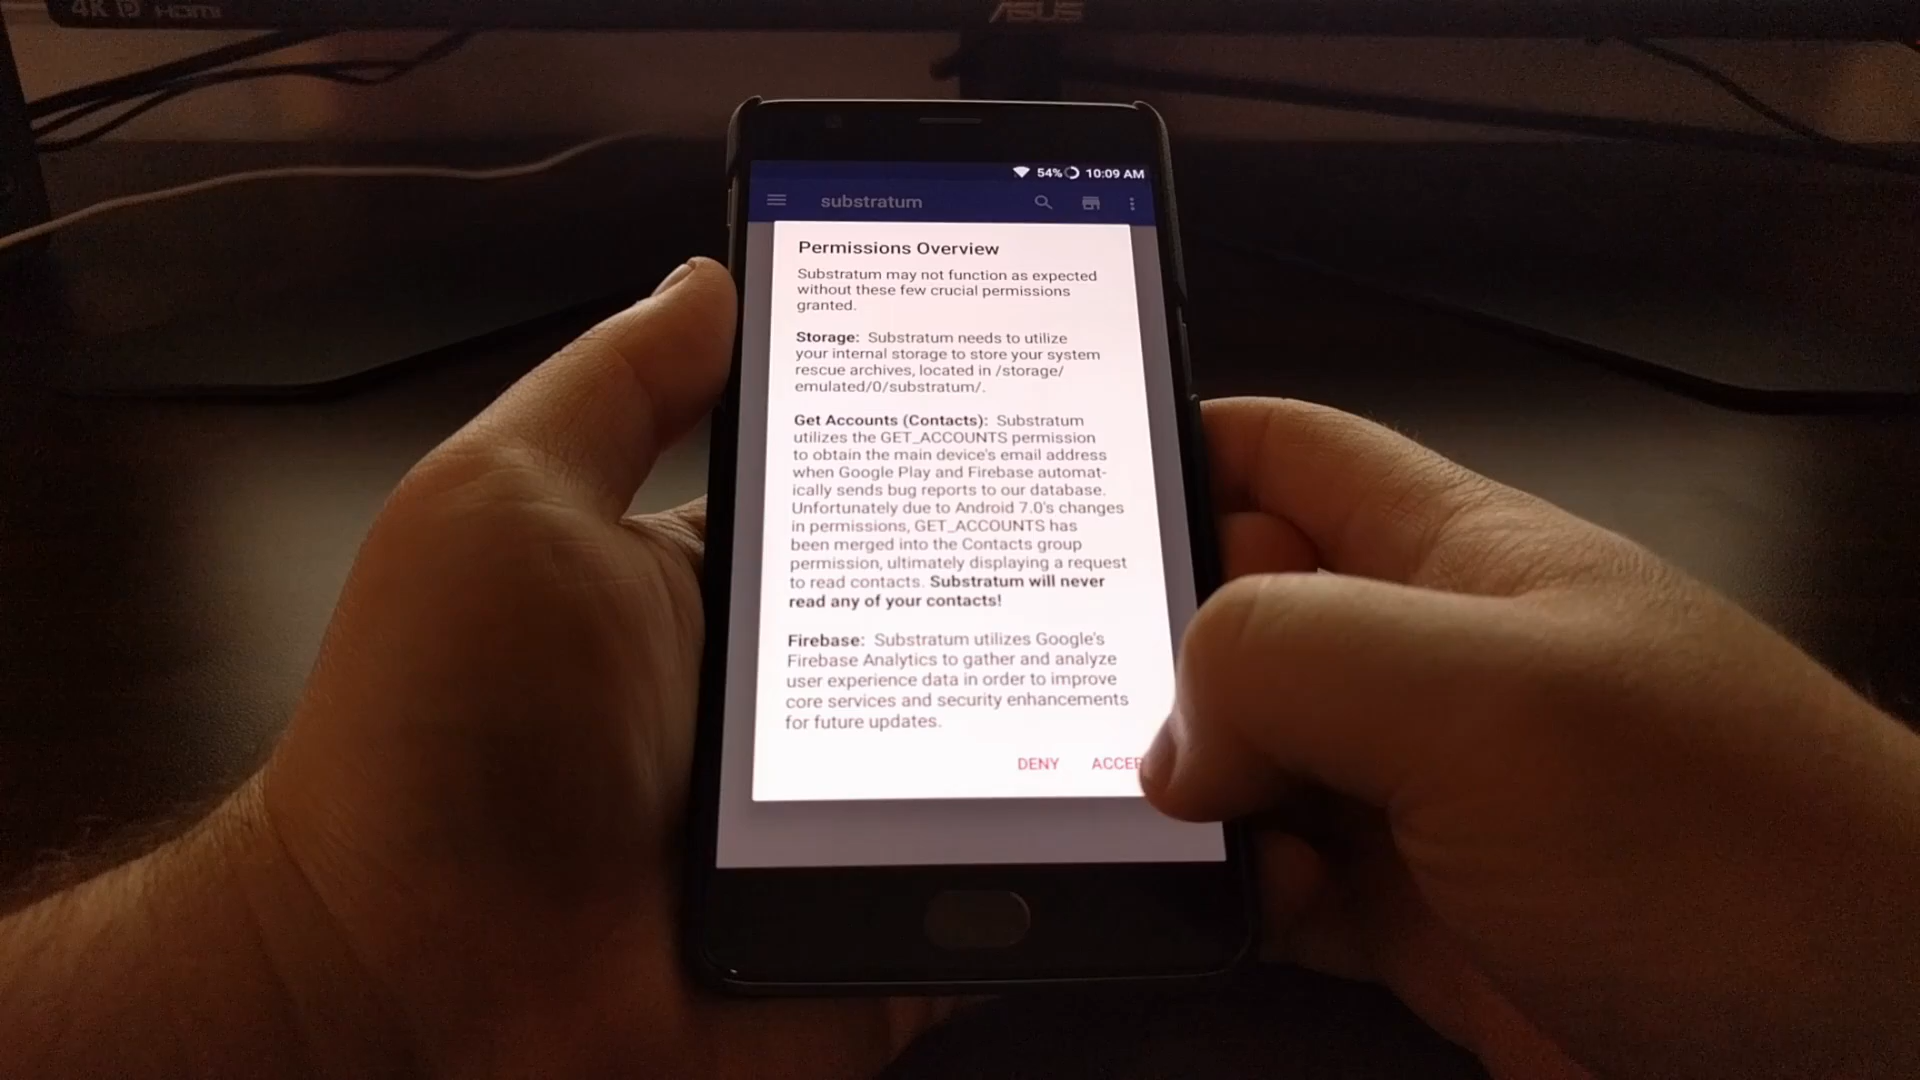 4K HDMI
ASUS
54% 10:09 AM
substratum
Permissions Overview
Substratum may not function as expected
without these few crucial permissions
granted.
Storage: Substratum needs to utilize
your internal storage to store your system
rescue archives, located in /storage/
emulated/0/substratum/.
Get Accounts (Contacts): Substratum
utilizes the GET_ACCOUNTS permission
to obtain the main device's email address
when Google Play and Firebase automat-
ically sends bug reports to our database.
Unfortunately due to Android 7.0's changes
in permissions, GET_ACCOUNTS has
been merged into the Contacts group
permission, ultimately displaying a request
to read contacts. Substratum will never
read any of your contacts!
Firebase: Substratum utilizes Google's
Firebase Analytics to gather and analyze
user experience data in order to improve
core services and security enhancements
for future updates.
DENY ACCEP